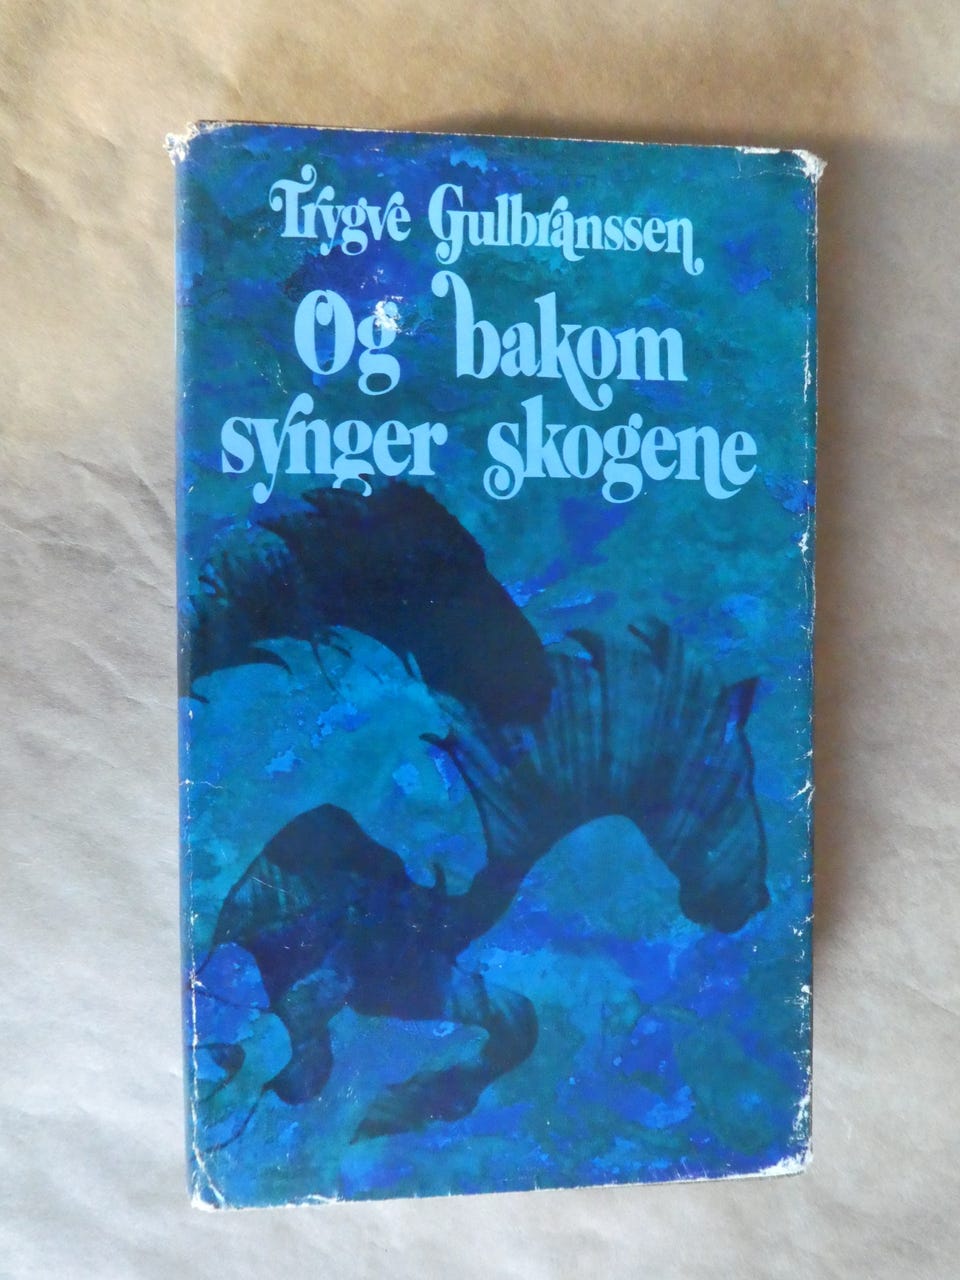 Trygve Gulbranssen
Og bakom
synger skogene